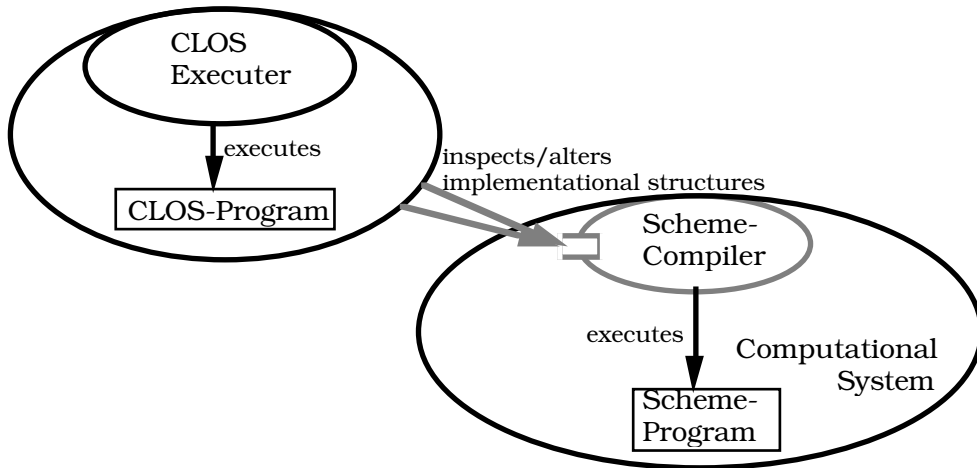 CLOS
Executer
executes
CLOS-Program
inspects/alters
implementational structures
Scheme-
Compiler
executes
Computational
System
Scheme-
Program